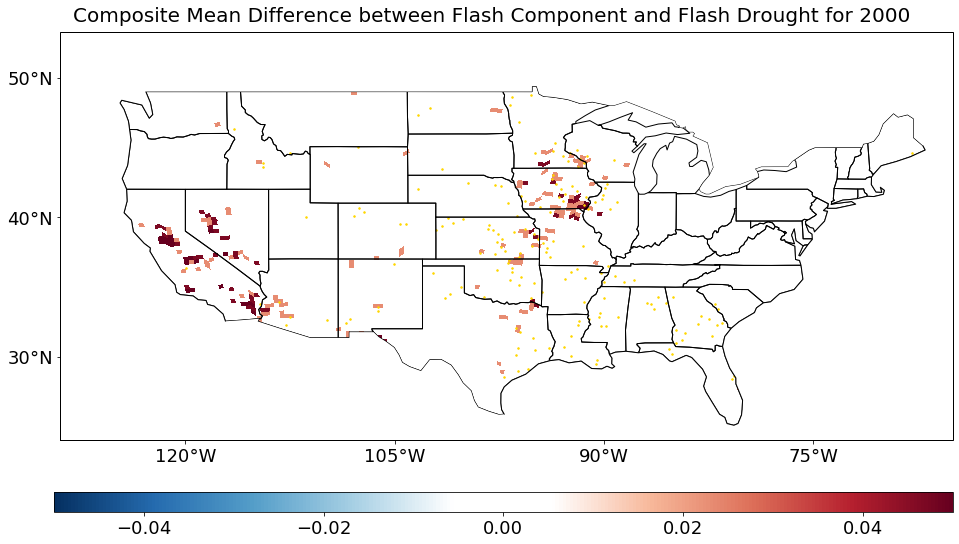 Composite Mean Difference between Flash Component and Flash Drought for 2000
50°N
40°N
30°N
120°W 105°W 90°W 75°W
−0.04 −0.02 0.00 0.02 0.04